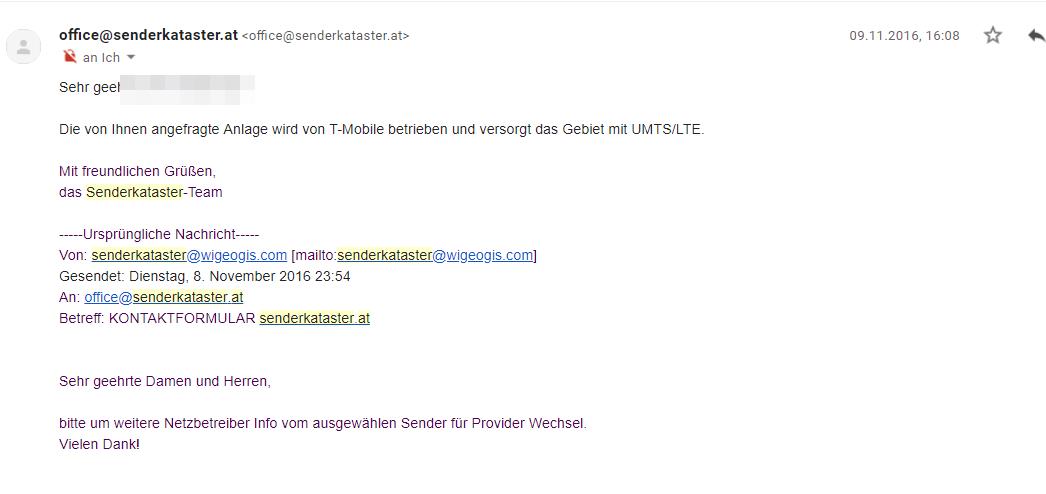 office@senderkataster.at <office@senderkataster.at>
09.11.2016, 16:08
an Ich
Sehr
Die von Ihnen angefragte Anlage wird von T-Mobile betrieben und versorgt das Gebiet mit UMTS/LTE.
Mit freundlichen Grüßen,
das Senderkataster-Team
-----Ursprüngliche Nachricht-----
Von: senderkataster@wigeogis.com [mailto:senderkataster@wigeogis.com]
Gesendet: Dienstag, 8. November 2016 23:54
An: office@senderkataster.at
Betreff: KONTAKTFORMULAR senderkataster.at
Sehr geehrte Damen und Herren,
bitte um weitere Netzbetreiber Info vom ausgewählen Sender für Provider Wechsel.
Vielen Dank!